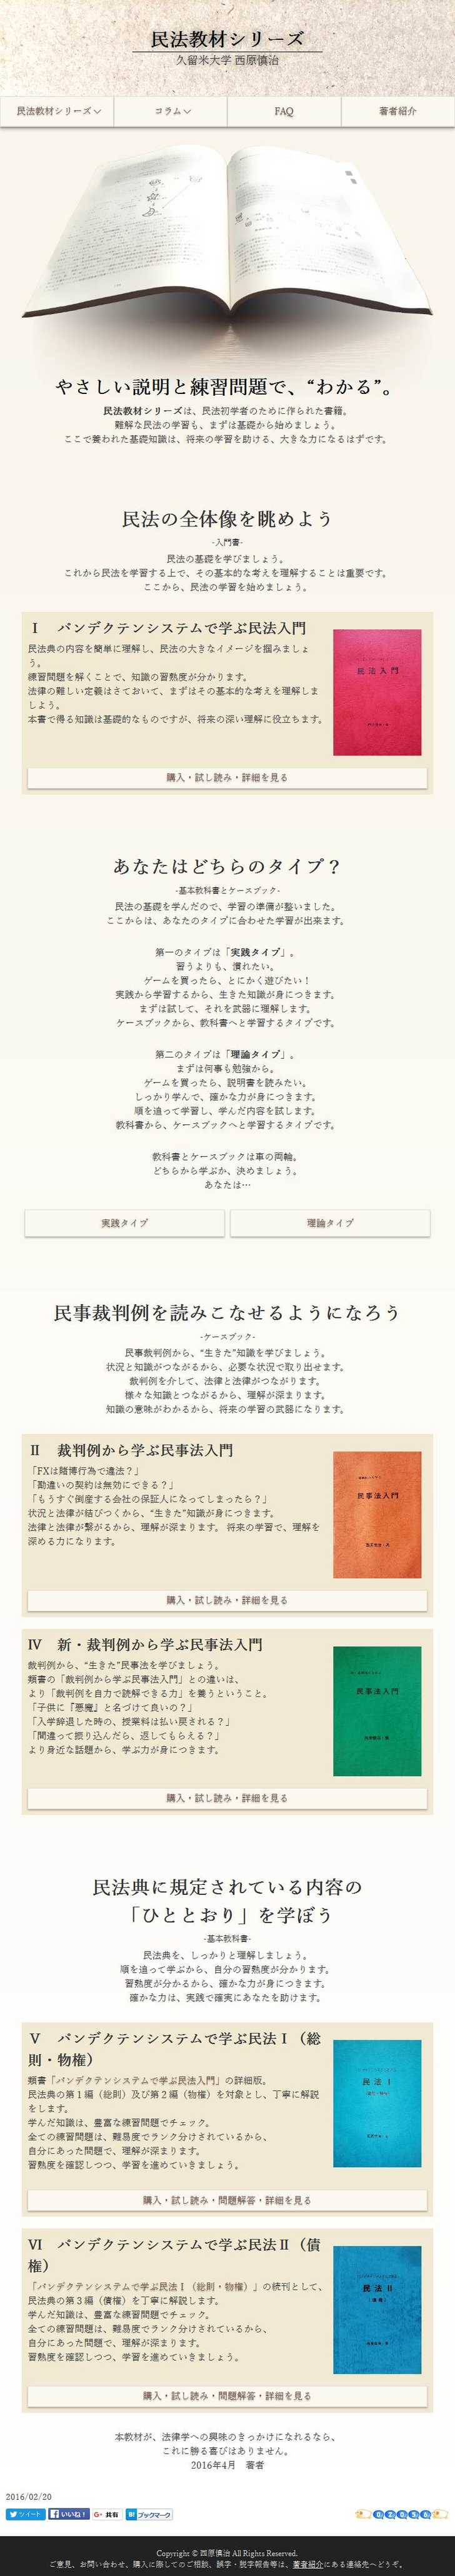 民法教材シリーズ
久留米大学 西原慎治
民法教材シリーズ
コラム
FAQ
著者紹介
やさしい説明と練習問題で、“わかる”。
民法教材シリーズは、民法初学者のために作られた書籍。
難解な民法の学習も、まずは基礎から始めましょう。
ここで養われた基礎知識は、将来の学習を助ける、大きな力になるはずです。
民法の全体像を眺めよう
-入門書-
民法の基礎を学びましょう。
これから民法を学習する上で、その基本的な考えを理解することは重要です。
ここから、民法の学習を始めましょう。
Ⅰ　パンデクテンシステムで学ぶ民法入門
民法典の内容を簡単に理解し、民法の大きなイメージを掴みましょ
う。
練習問題を解くことで、知識の習熟度が分かります。
法律の難しい定義はさておいて、まずはその基本的な考えを理解しま
しよう。
本書で得る知識は基礎的なものですが、将来の深い理解に役立ちます。
民法入門
購入・試し読み・詳細を見る
あなたはどちらのタイプ？
-基本教科書とケースブック-
民法の基礎を学んだので、学習の準備が整いました。
ここからは、あなたのタイプに合わせた学習が出来ます。
第一のタイプは「実践タイプ」。
習うよりも、慣れたい。
ゲームを買ったら、とにかく遊びたい！
実践から学習するから、生きた知識が身につきます。
まずは試して、それを武器に理解します。
ケースブックから、教科書へと学習するタイプです。
第二のタイプは「理論タイプ」。
まずは何事も勉強から。
ゲームを買ったら、説明書を読みたい。
しっかり学んで、確かな力が身につきます。
順を追って学習し、学んだ内容を試します。
教科書から、ケースブックへと学習するタイプです。
教科書とケースブックは車の両輪。
どちらから学ぶか、決めましょう。
あなたは…
実践タイプ
理論タイプ
民事裁判例を読みこなせるようになろう
-ケースブック-
民事裁判例から、“生きた”知識を学びましょう。
状況と知識がつながるから、必要な状況で取り出せます。
裁判例を介して、法律と法律がつながります。
様々な知識とつながるから、理解が深まります。
知識の意味がわかるから、将来の学習の武器になります。
Ⅱ　裁判例から学ぶ民事法入門
「FXは賭博行為で違法？」
「勘違いの契約は無効にできる？」
「もうすぐ倒産する会社の保証人になってしまったら？」
状況と法律が結びつくから、“生きた”知識が身につきます。
法律と法律が繋がるから、理解が深まります。 将来の学習で、理解を
深める力になります。
民事法入門
購入・試し読み・詳細を見る
Ⅳ　新・裁判例から学ぶ民事法入門
裁判例から、“生きた”民事法を学びましょう。
類書の「裁判例から学ぶ民事法入門」との違いは、
より「裁判例を自力で読解できる力」を養うということ。
「子供に『悪魔』と名づけて良いの？」
「入学辞退した時の、授業料は払い戻される？」
「間違って振り込んだら、返してもらえる？」
より身近な話題から、学ぶ力が身につきます。
民事法入門
購入・試し読み・詳細を見る
民法典に規定されている内容の
「ひととおり」を学ぼう
-基本教科書-
民法典を、しっかりと理解しましょう。
順を追って学ぶから、自分の習熟度が分かります。
習熟度が分かるから、確かな力が身につきます。
確かな力は、実践で確実にあなたを助けます。
Ⅴ　パンデクテンシステムで学ぶ民法Ⅰ（総
則・物権）
類書「パンデクテンシステムで学ぶ民法入門」の詳細版。
民法典の第１編（総則）及び第２編（物権）を対象とし、丁寧に解説
をします。
学んだ知識は、豊富な練習問題でチェック。
全ての練習問題は、難易度でランク分けされているから、
自分にあった問題で、理解が深まります。
習熟度を確認しつつ、学習を進めていきましょう。
民法Ⅰ
購入・試し読み・問題解答・詳細を見る
Ⅵ　パンデクテンシステムで学ぶ民法Ⅱ（債
権）
「パンデクテンシステムで学ぶ民法Ⅰ（総則・物権）」の続刊として、
民法典の第３編（債権）を丁寧に解説します。
学んだ知識は、豊富な練習問題でチェック。
全ての練習問題は、難易度でランク分けされているから、
自分にあった問題で、理解が深まります。
習熟度を確認しつつ、学習を進めていきましょう。
民法Ⅱ
（債権）
購入・試し読み・問題解答・詳細を見る
本教材が、法律学への興味のきっかけになれるなら、
これに勝る喜びはありません。
2016年4月　著者
2016/02/20
ツイート
いいね！
G+ 共有
B! ブックマーク
Copyright © 西原慎治 All Rights Reserved.
ご意見、お問い合わせ、購入に際してのご相談、誤字・脱字報告等は、著者紹介にある連絡先へどうぞ。